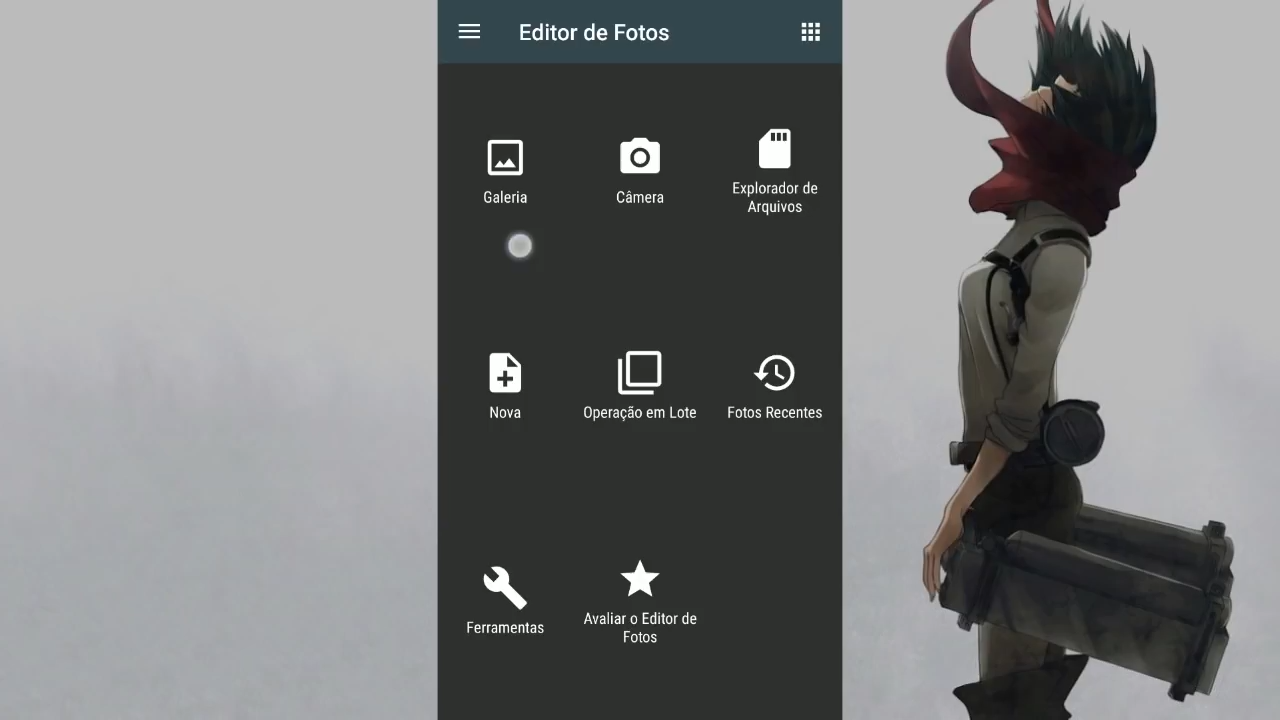 Editor de Fotos
Galeria
Câmera
Explorador de
Arquivos
Nova
Operação em Lote
Fotos Recentes
Ferramentas
Avaliar o Editor de
Fotos